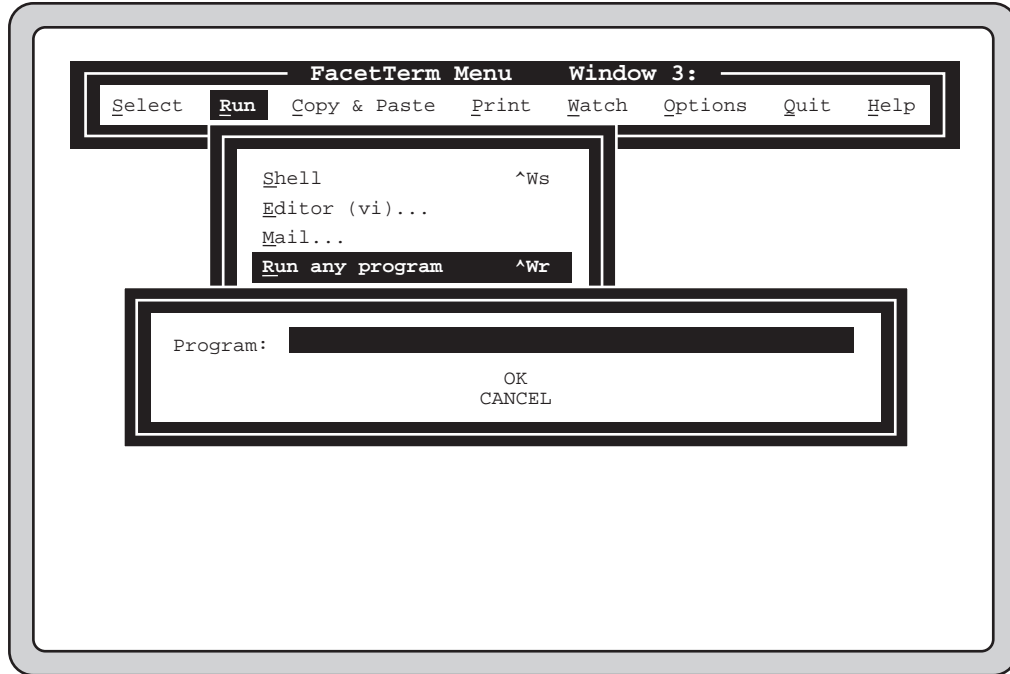 FacetTerm Menu Window 3:
Select Run Copy & Paste Print Watch Options Quit Help
Shell ^Ws
Editor (vi)...
Mail...
Run any program ^Wr
Program:
OK
CANCEL